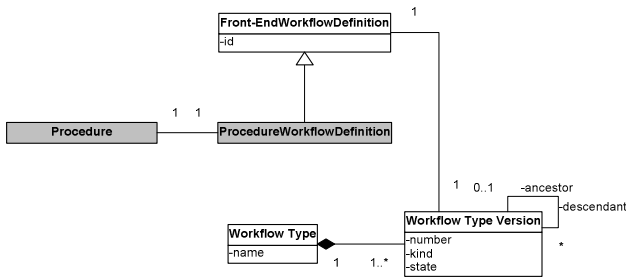 Front-EndWorkflowDefinition
1
-id
1
1
Procedure
ProcedureWorkflowDefinition
1
0..1
-ancestor
-descendant
Workflow Type
-name
1
1..*
Workflow Type Version
-number
-kind
-state
*